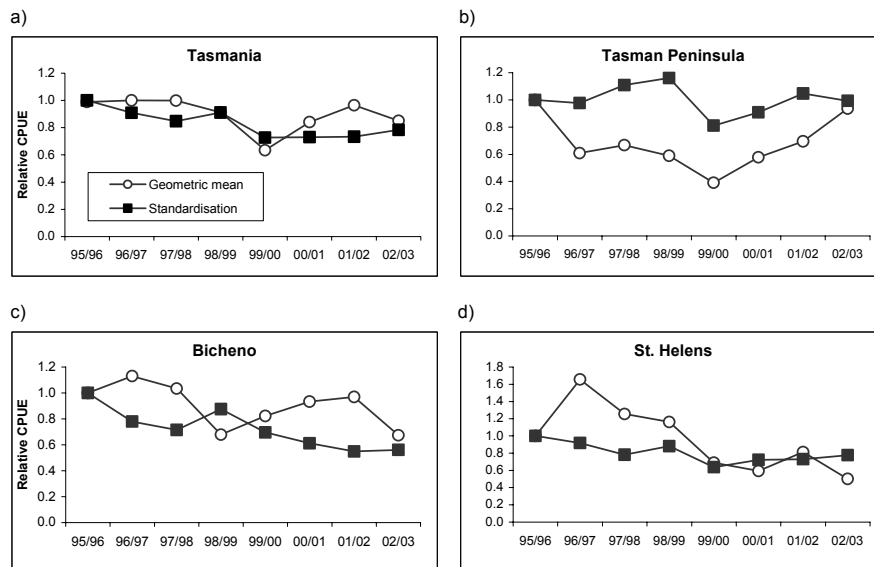 a)
Tasmania
Relative CPUE
1.2
1.0
0.8
0.6
0.4
0.2
0.0
Geometric mean
Standardisation
95/96 96/97 97/98 98/99 99/00 00/01 01/02 02/03
b)
Tasman Peninsula
1.2
1.0
0.8
0.6
0.4
0.2
0.0
95/96 96/97 97/98 98/99 99/00 00/01 01/02 02/03
c)
Bicheno
Relative CPUE
1.2
1.0
0.8
0.6
0.4
0.2
0.0
95/96 96/97 97/98 98/99 99/00 00/01 01/02 02/03
d)
St. Helens
1.8
1.6
1.4
1.2
1.0
0.8
0.6
0.4
0.2
0.0
95/96 96/97 97/98 98/99 99/00 00/01 01/02 02/03